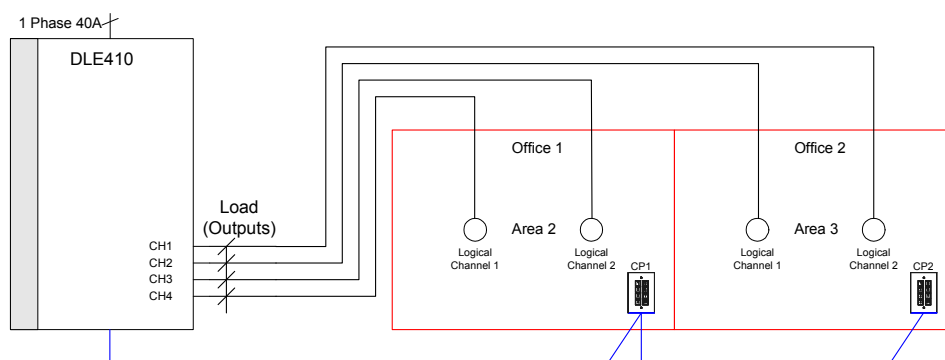 1 Phase 40A
DLE410
Load
(Outputs)
CH1
CH2
CH3
CH4
Office 1
Area 2
Logical
Channel 1
Logical
Channel 2
CP1
Office 2
Area 3
Logical
Channel 1
Logical
Channel 2
CP2